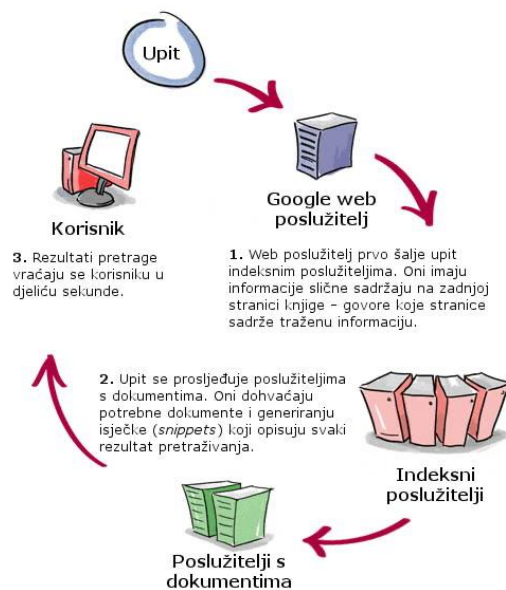 Upit
Google web
poslužitelj
Korisnik
3. Rezultati pretrage
vraćaju se korisniku u
djeliću sekunde.
1. Web poslužitelj prvo šalje upit
indeksnim poslužiteljima. Oni imaju
informacije slične sadržaju na zadnjoj
stranici knjige – govore koje stranice
sadrže traženu informaciju.
2. Upit se prosljeđuje poslužiteljima
s dokumentima. Oni dohvaćaju
potrebne dokumente i generiranju
isječke (snippets) koji opisuju svaki
rezultat pretraživanja.
Indeksni
poslužitelji
Poslužitelji s
dokumentima